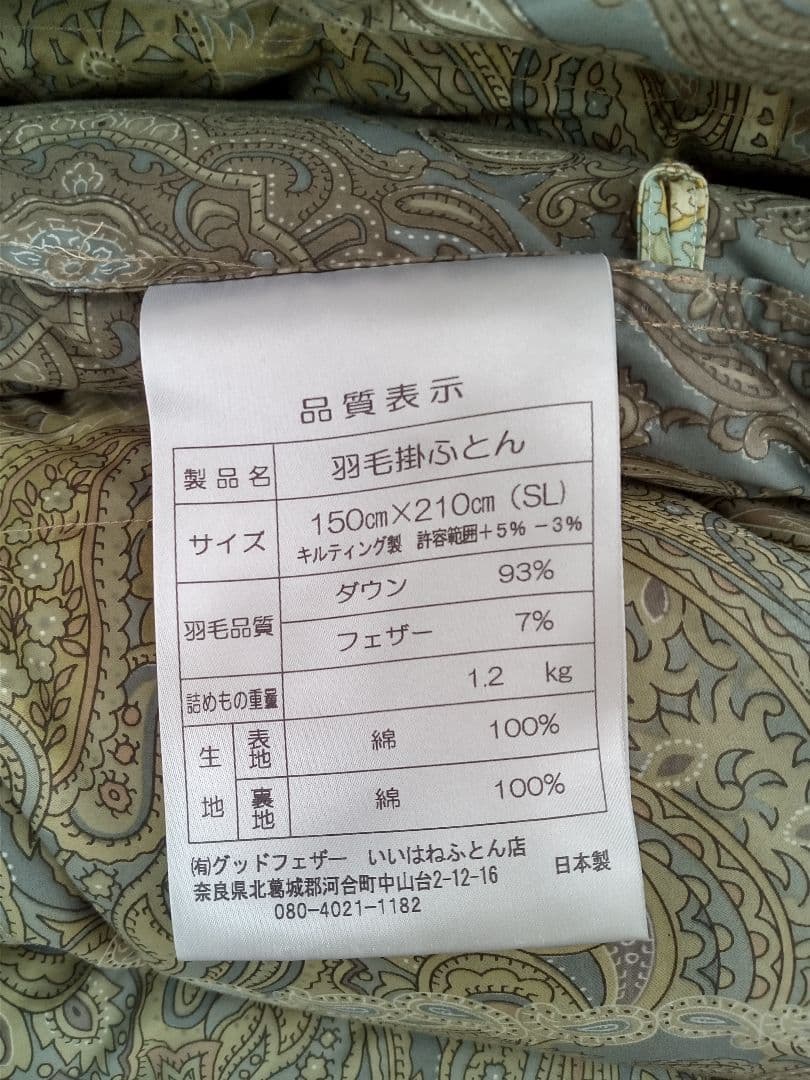 品質表示
製品名 羽毛掛ふとん
サイズ 150cm×210cm (SL)
キルティング製 許容範囲+5% −3%
羽毛品質 ダウン 93%
フェザー 7%
詰めもの重量 1.2 kg
生地 表地 綿 100%
裏地 綿 100%
(有)グッドフェザー いいはねふとん店
日本製
奈良県北葛城郡河合町中山台2-12-16
080-4021-1182